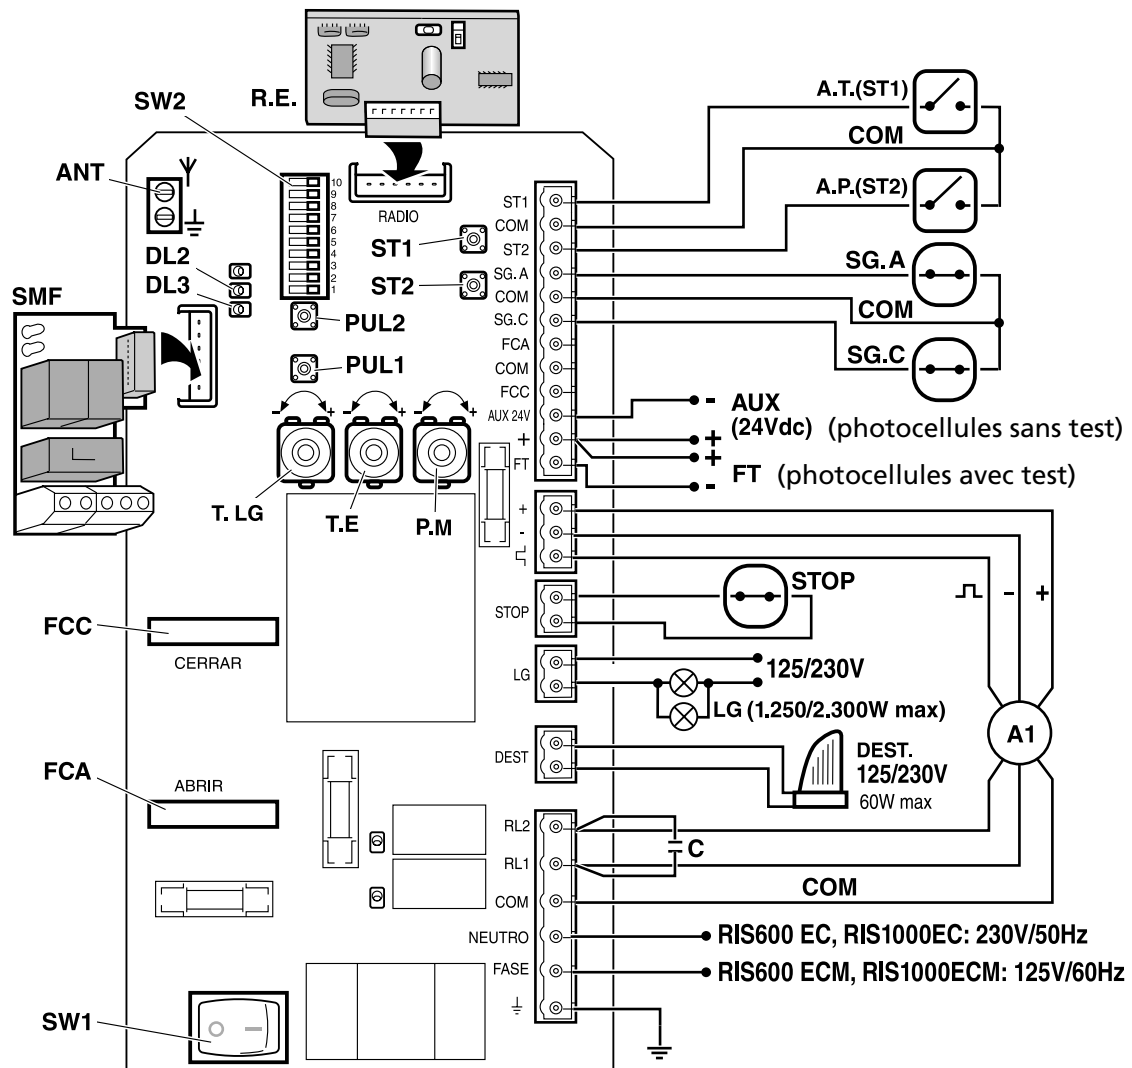 R.E.
SW2
A.T.(ST1)
COM
ANT
10
9
8
7
6
5
4
3
2
1
RADIO
ST1
COM
ST2
SG.A
COM
SG.C
FCA
COM
FCC
AUX 24V
+
FT
A.P.(ST2)
ST1
ST2
DL2
DL3
SMF
SG.A
COM
SG.C
PUL2
PUL1
- + - + - +
- AUX
(24Vdc) (photocellules sans test)
+
+
FT (photocellules avec test)
-
T. LG
T.E
P.M
+
-
STOP
STOP
- +
FCC
CERRAR
LG
125/230V
LG (1.250/2.300W max)
A1
FCA
ABRIR
DEST
DEST.
125/230V
60W max
RL2
RL1
C
COM
COM
NEUTRO
RIS600 EC, RIS1000EC: 230V/50Hz
FASE
RIS600 ECM, RIS1000ECM: 125V/60Hz
SW1